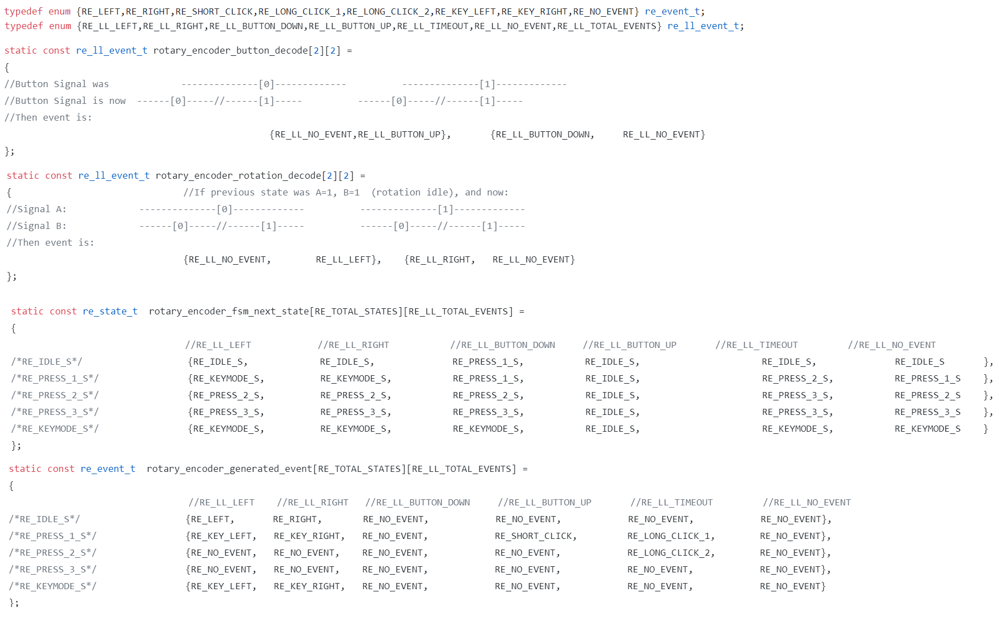 typedef enum {RE_LEFT,RE_RIGHT,RE_SHORT_CLICK,RE_LONG_CLICK_1,RE_LONG_CLICK_2,RE_KEY_LEFT,RE_KEY_RIGHT,RE_NO_EVENT} re_event_t;
typedef enum {RE_LL_LEFT,RE_LL_RIGHT,RE_LL_BUTTON_DOWN,RE_LL_BUTTON_UP,RE_LL_TIMEOUT,RE_LL_NO_EVENT,RE_LL_TOTAL_EVENTS} re_ll_event_t;
static const re_ll_event_t rotary_encoder_button_decode[2][2] =
{
//Button Signal was             --------------[0]-------------          --------------[1]-------------
//Button Signal is now  ------[0]-----//------[1]-----          ------[0]-----//------[1]-----
//Then event is:
{RE_LL_NO_EVENT,RE_LL_BUTTON_UP},       {RE_LL_BUTTON_DOWN,     RE_LL_NO_EVENT}
};
static const re_ll_event_t rotary_encoder_rotation_decode[2][2] =
{                               //If previous state was A=1, B=1  (rotation idle), and now:
//Signal A:             --------------[0]-------------          --------------[1]-------------
//Signal B:             ------[0]-----//------[1]-----          ------[0]-----//------[1]-----
//Then event is:
{RE_LL_NO_EVENT,        RE_LL_LEFT},    {RE_LL_RIGHT,   RE_LL_NO_EVENT}
};
static const re_state_t  rotary_encoder_fsm_next_state[RE_TOTAL_STATES][RE_LL_TOTAL_EVENTS] =
{
//RE_LL_LEFT            //RE_LL_RIGHT           //RE_LL_BUTTON_DOWN     //RE_LL_BUTTON_UP       //RE_LL_TIMEOUT         //RE_LL_NO_EVENT
/*RE_IDLE_S*/           {RE_IDLE_S,             RE_IDLE_S,              RE_PRESS_1_S,           RE_IDLE_S,              RE_IDLE_S,              RE_IDLE_S       },
/*RE_PRESS_1_S*/        {RE_KEYMODE_S,          RE_KEYMODE_S,           RE_PRESS_1_S,           RE_IDLE_S,              RE_PRESS_2_S,           RE_PRESS_1_S    },
/*RE_PRESS_2_S*/        {RE_PRESS_2_S,          RE_PRESS_2_S,           RE_PRESS_2_S,           RE_IDLE_S,              RE_PRESS_3_S,           RE_PRESS_2_S    },
/*RE_PRESS_3_S*/        {RE_PRESS_3_S,          RE_PRESS_3_S,           RE_PRESS_3_S,           RE_IDLE_S,              RE_PRESS_3_S,           RE_PRESS_3_S    },
/*RE_KEYMODE_S*/        {RE_KEYMODE_S,          RE_KEYMODE_S,           RE_KEYMODE_S,           RE_IDLE_S,              RE_KEYMODE_S,           RE_KEYMODE_S    }
};
static const re_event_t  rotary_encoder_generated_event[RE_TOTAL_STATES][RE_LL_TOTAL_EVENTS] =
{
//RE_LL_LEFT    //RE_LL_RIGHT   //RE_LL_BUTTON_DOWN     //RE_LL_BUTTON_UP       //RE_LL_TIMEOUT         //RE_LL_NO_EVENT
/*RE_IDLE_S*/           {RE_LEFT,       RE_RIGHT,       RE_NO_EVENT,            RE_NO_EVENT,            RE_NO_EVENT,            RE_NO_EVENT},
/*RE_PRESS_1_S*/        {RE_KEY_LEFT,   RE_KEY_RIGHT,   RE_NO_EVENT,            RE_SHORT_CLICK,         RE_LONG_CLICK_1,        RE_NO_EVENT},
/*RE_PRESS_2_S*/        {RE_NO_EVENT,   RE_NO_EVENT,    RE_NO_EVENT,            RE_NO_EVENT,            RE_LONG_CLICK_2,        RE_NO_EVENT},
/*RE_PRESS_3_S*/        {RE_NO_EVENT,   RE_NO_EVENT,    RE_NO_EVENT,            RE_NO_EVENT,            RE_NO_EVENT,            RE_NO_EVENT},
/*RE_KEYMODE_S*/        {RE_KEY_LEFT,   RE_KEY_RIGHT,   RE_NO_EVENT,            RE_NO_EVENT,            RE_NO_EVENT,            RE_NO_EVENT}
};